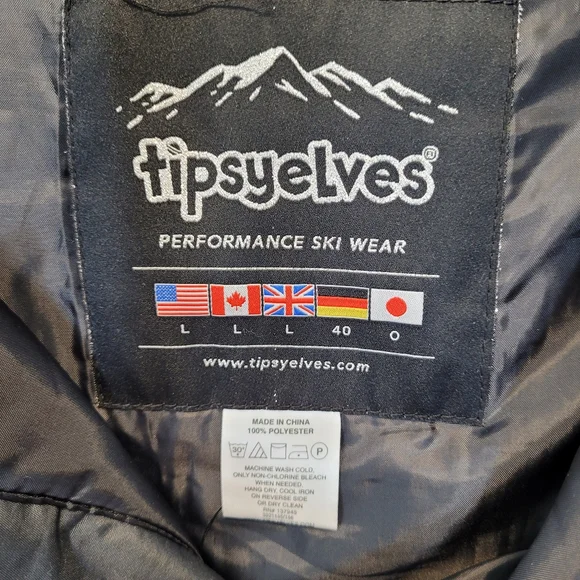 tipsyelves®
PERFORMANCE SKI WEAR
L L L 40 O
www.tipsyelves.com
MADE IN CHINA
100% POLYESTER
30° P
MACHINE WASH COLD,
ONLY NON-CHLORINE BLEACH
WHEN NEEDED.
HANG DRY. COOL IRON
ON REVERSE SIDE
OR DRY CLEAN
RN#